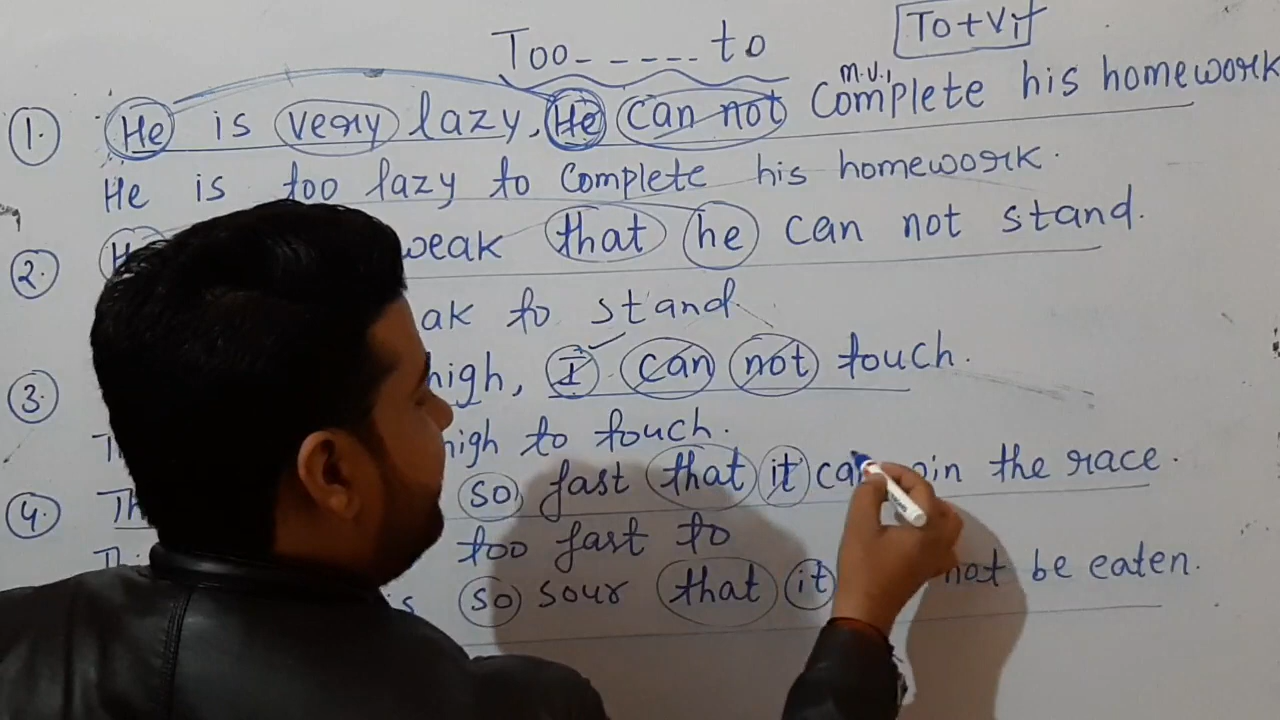 Too-----to
To+V1
M.V.1
1. He is very lazy, He can not Complete his homework
He is too lazy to Complete his homework.
2. weak that he can not stand.
to stand
3. high, I can not touch.
high to touch.
4. so fast that it in the race.
too fast to
is so sour that it not be eaten.